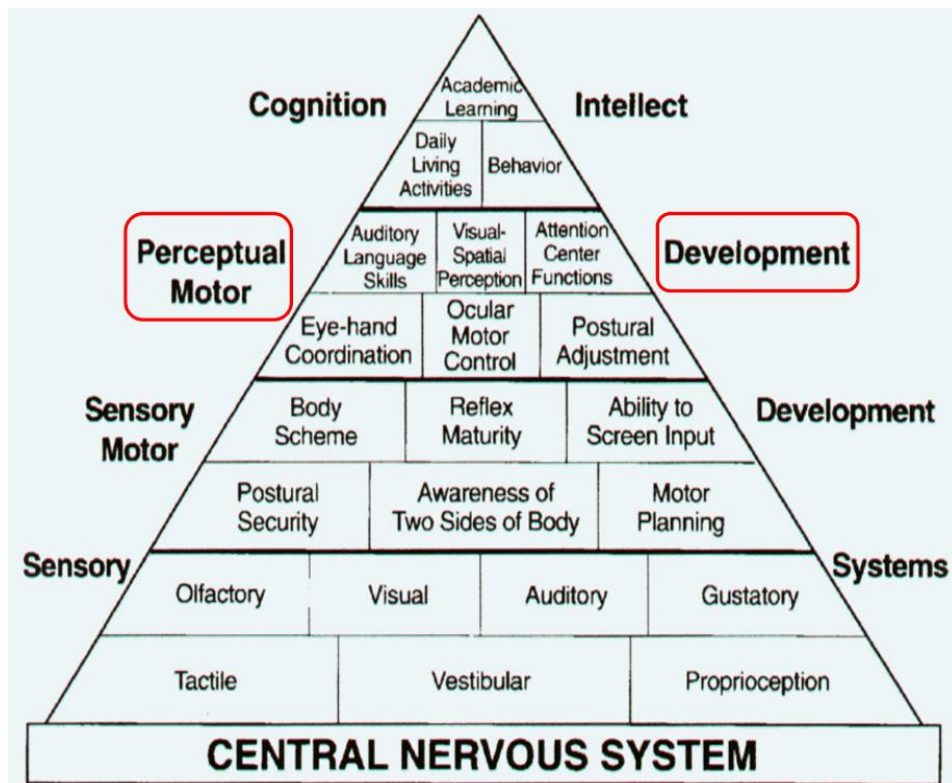 Academic
Learning
Cognition
Intellect
Daily
Living
Activities
Behavior
Perceptual
Motor
Auditory
Language
Skills
Visual-
Spatial
Perception
Attention
Center
Functions
Development
Eye-hand
Coordination
Ocular
Motor
Control
Postural
Adjustment
Sensory
Motor
Body
Scheme
Reflex
Maturity
Ability to
Screen Input
Development
Postural
Security
Awareness of
Two Sides of Body
Motor
Planning
Sensory
Systems
Olfactory
Visual
Auditory
Gustatory
Tactile
Vestibular
Proprioception
CENTRAL NERVOUS SYSTEM